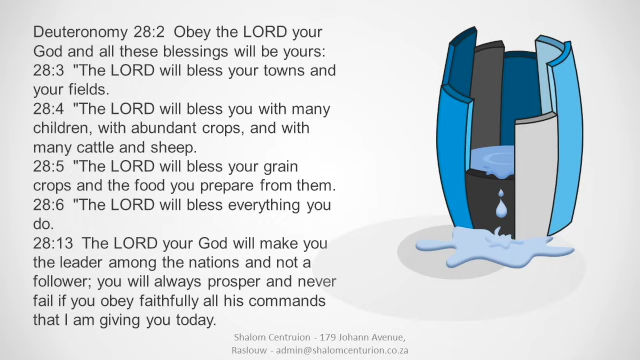 Deuteronomy 28:2  Obey the LORD your
God and all these blessings will be yours:
28:3  "The LORD will bless your towns and
your fields.
28:4  "The LORD will bless you with many
children, with abundant crops, and with
many cattle and sheep.
28:5  "The LORD will bless your grain
crops and the food you prepare from them.
28:6  "The LORD will bless everything you
do.
28:13  The LORD your God will make you
the leader among the nations and not a
follower; you will always prosper and never
fail if you obey faithfully all his commands
that I am giving you today.
Shalom Centruion - 179 Johann Avenue,
Raslouw - admin@shalomcenturion.co.za